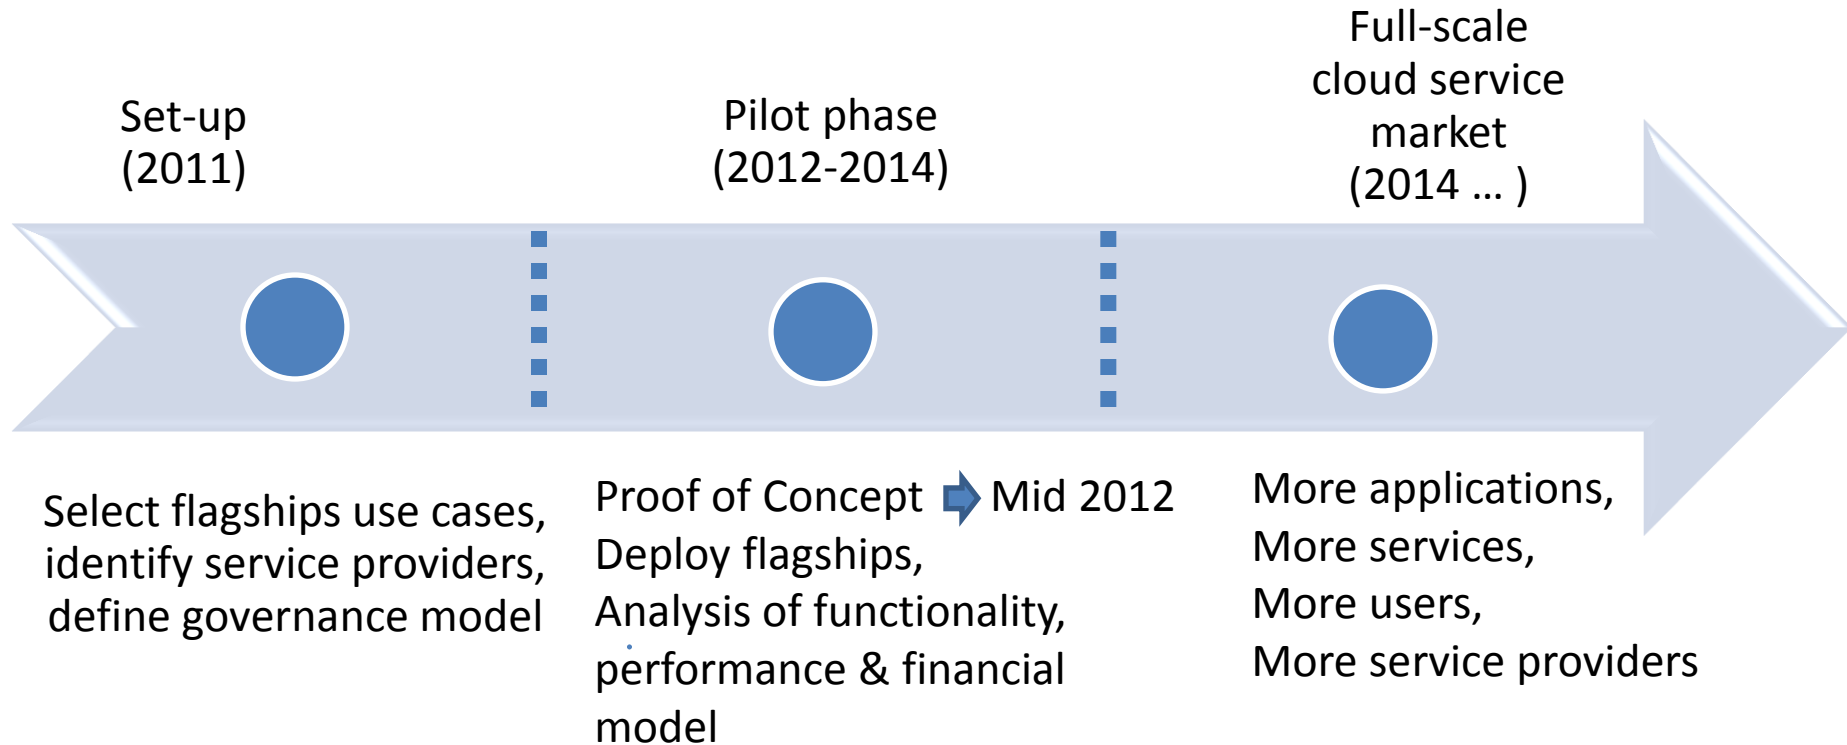 Set-up
(2011)
Pilot phase
(2012-2014)
Full-scale
cloud service
market
(2014 ... )
Select flagships use cases,
identify service providers,
define governance model
Proof of Concept Mid 2012
Deploy flagships,
Analysis of functionality,
performance & financial
model
More applications,
More services,
More users,
More service providers